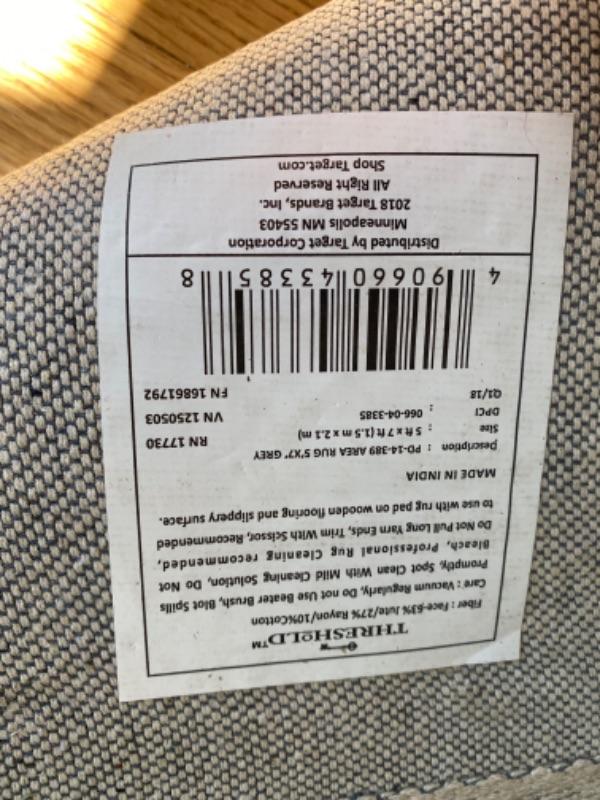 THRESHOLD™
Fiber : Face-63% Jute/27% Rayon/10%Cotton
Care : Vacuum Regularly, Do not Use Beater Brush, Blot Spills
Promptly, Spot Clean With Mild Cleaning Solution, Do Not
Bleach, Professional Rug Cleaning recommended,
Do Not Pull Long Yarn Ends, Trim With Scissor, Recommended
to use with rug pad on wooden flooring and slippery surface.
MADE IN INDIA
Description : PD-14-389 AREA RUG 5'X7' GREY
Size : 5 ft x 7 ft (1.5 m x 2.1 m) RN 17730
DPCI : 066-04-3385 VN 1250503
Q1/18 FN 16861792
4 90660 43385 8
Distributed by Target Corporation
Minneapolis MN 55403
2018 Target Brands, Inc.
All Right Reserved
Shop Target.com